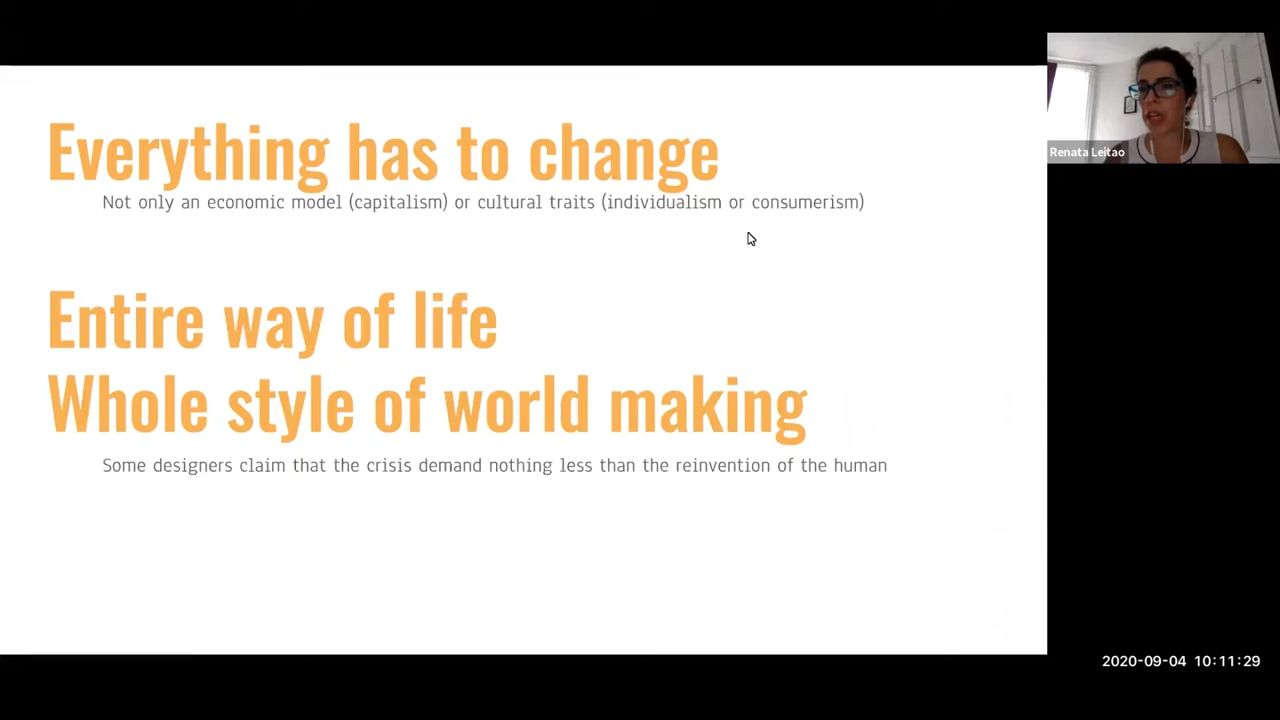 Everything has to change
Not only an economic model (capitalism) or cultural traits (individualism or consumerism)
Entire way of life
Whole style of world making
Some designers claim that the crisis demand nothing less than the reinvention of the human
Renata Leitao
2020-09-04 10:11:29